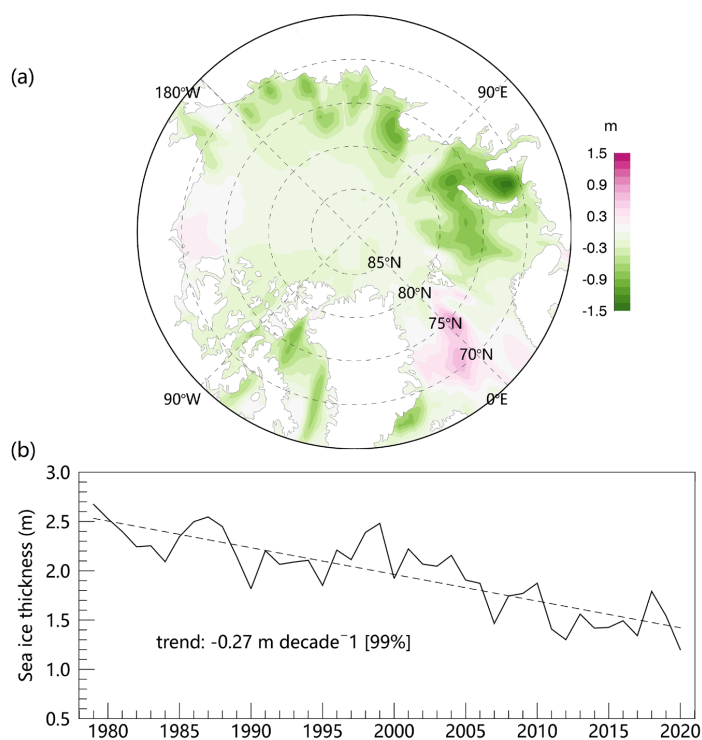 (a)
180°W
90°E
m
1.5
0.9
0.3
-0.3
-0.9
-1.5
85°N
80°N
75°N
70°N
90°W
0°E
(b)
Sea ice thickness (m)
3.0
2.5
2.0
1.5
1.0
0.5
trend: -0.27 m decade⁻1 [99%]
1980 1985 1990 1995 2000 2005 2010 2015 2020